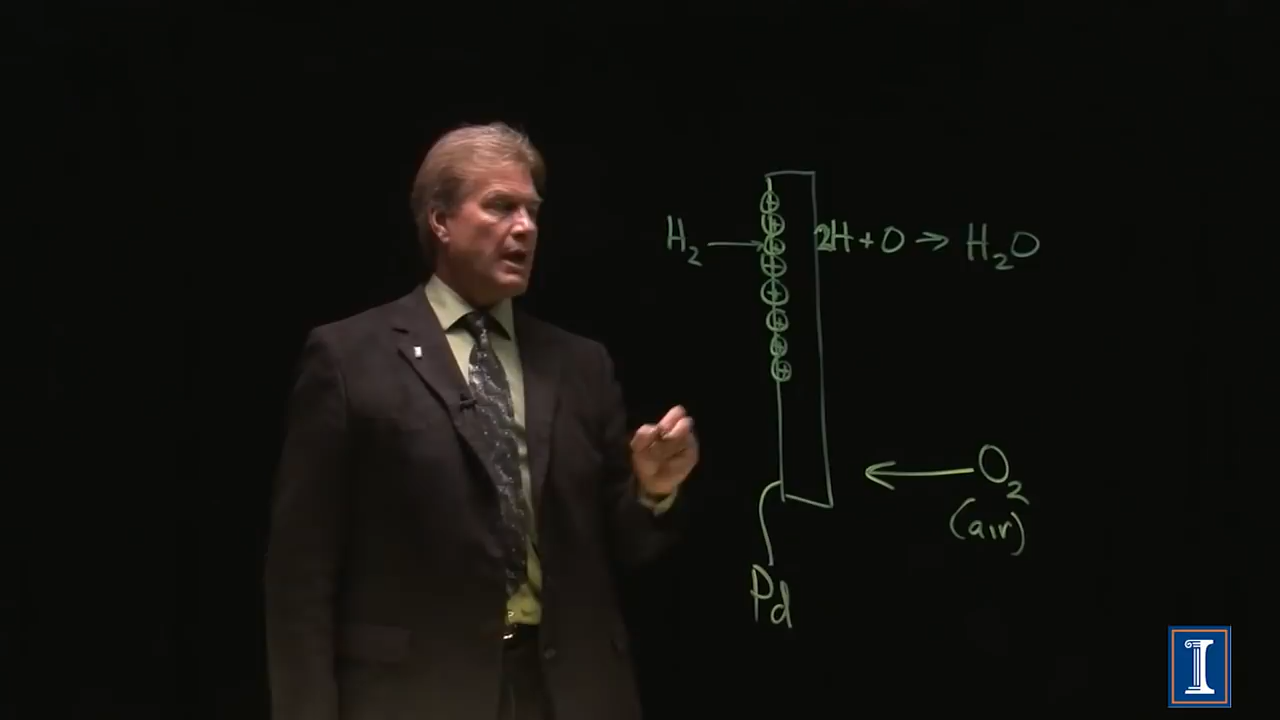 H₂ → 2H + O → H₂O
← O₂
(air)
Pd
I